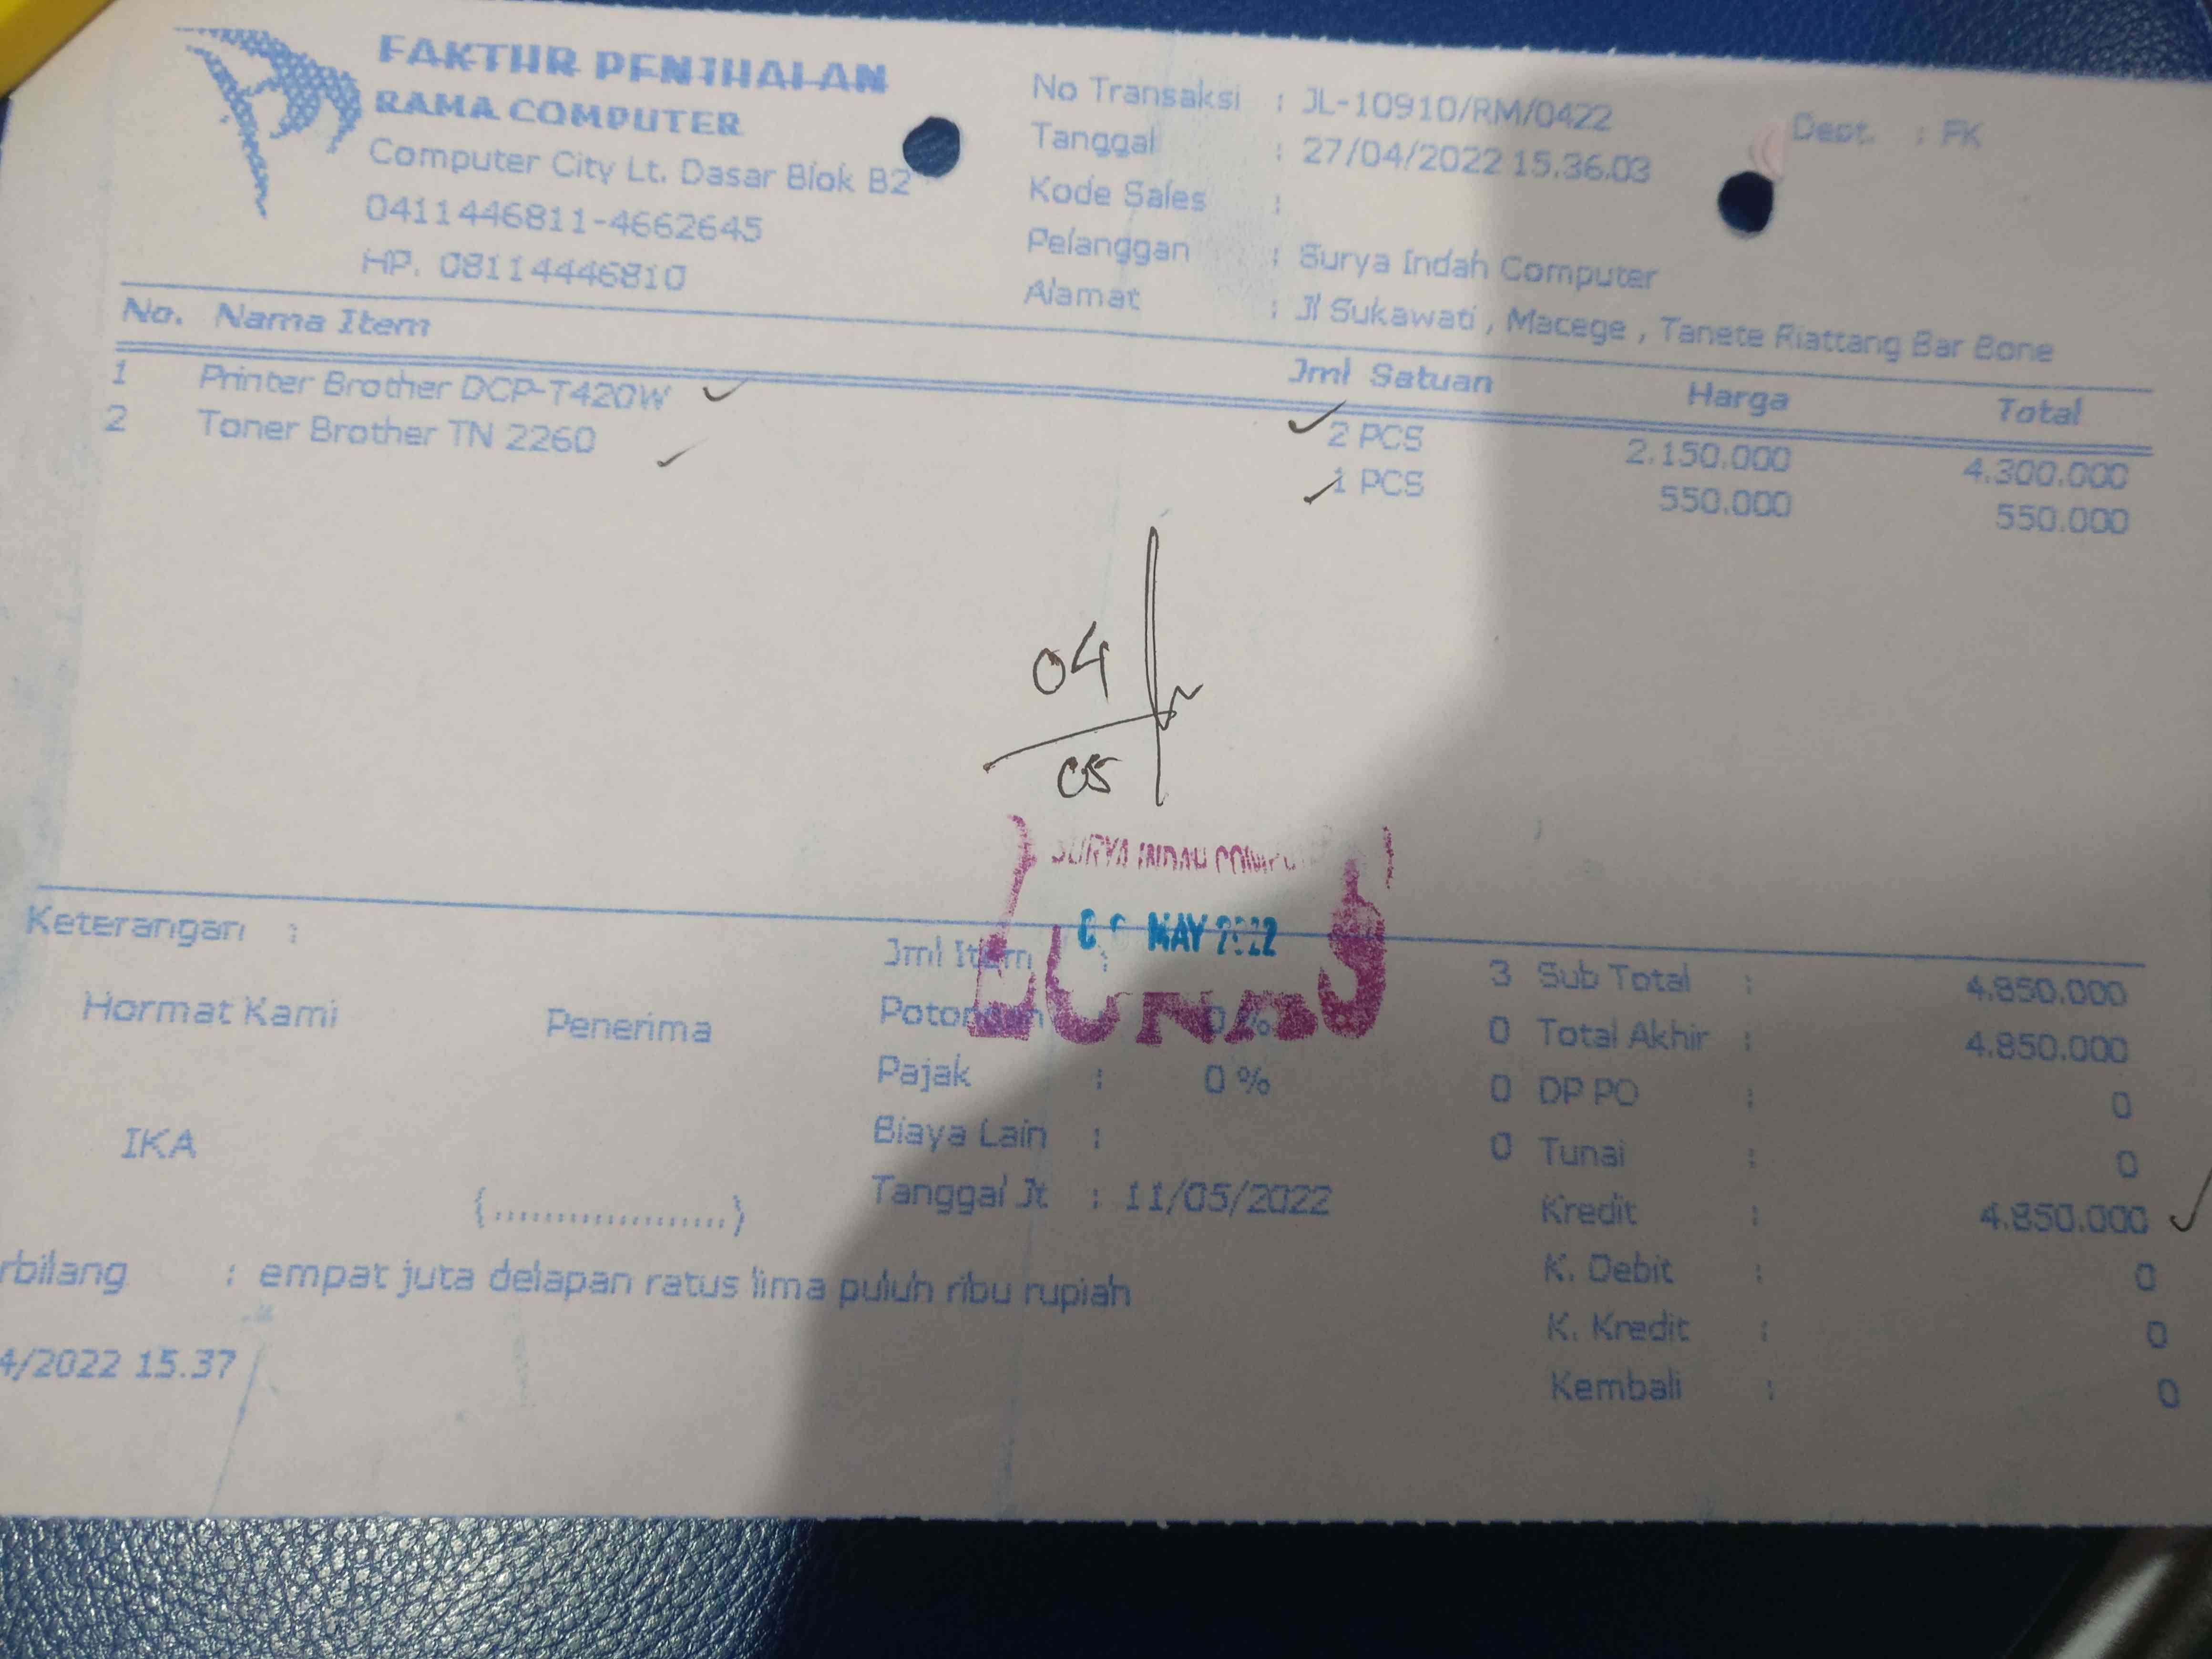 FAKTUR PENJUALAN
RAMA COMPUTER
Computer City Lt. Dasar Blok B2
0411446811-4662645
HP. 08114446810
No Transaksi : JL-10910/RM/0422
Dept. : FK
Tanggal : 27/04/2022 15.36.03
Kode Sales :
Pelanggan : Surya Indah Computer
Alamat : Jl Sukawati , Macege , Tanete Riattang Bar Bone
No. Nama Item Jml Satuan Harga Total
1 Printer Brother DCP-T420W 2 PCS 2.150.000 4.300.000
2 Toner Brother TN 2260 1 PCS 550.000 550.000
04
05
SURYA INDAH
MAY 2022
LUNAS
Keterangan :
Hormat Kami
Penerima
IKA
(....................)
Jml Item : 3
Potongan 0 % 0
Pajak : 0 % 0
Biaya Lain : 0
Tanggal Jt : 11/05/2022
Sub Total : 4.850.000
Total Akhir : 4.850.000
DP PO : 0
Tunai : 0
Kredit : 4.850.000
K. Debit : 0
K. Kredit : 0
Kembali : 0
rbilang : empat juta delapan ratus lima puluh ribu rupiah
4/2022 15.37